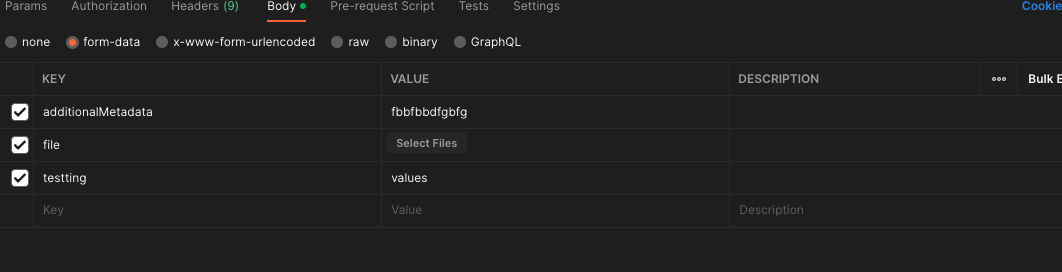 Params Authorization Headers (9) Body Pre-request Script Tests Settings Cookie
none form-data x-www-form-urlencoded raw binary GraphQL
KEY VALUE DESCRIPTION Bulk E
additionalMetadata fbbfbbdfgbfg
file Select Files
testting values
Key Value Description